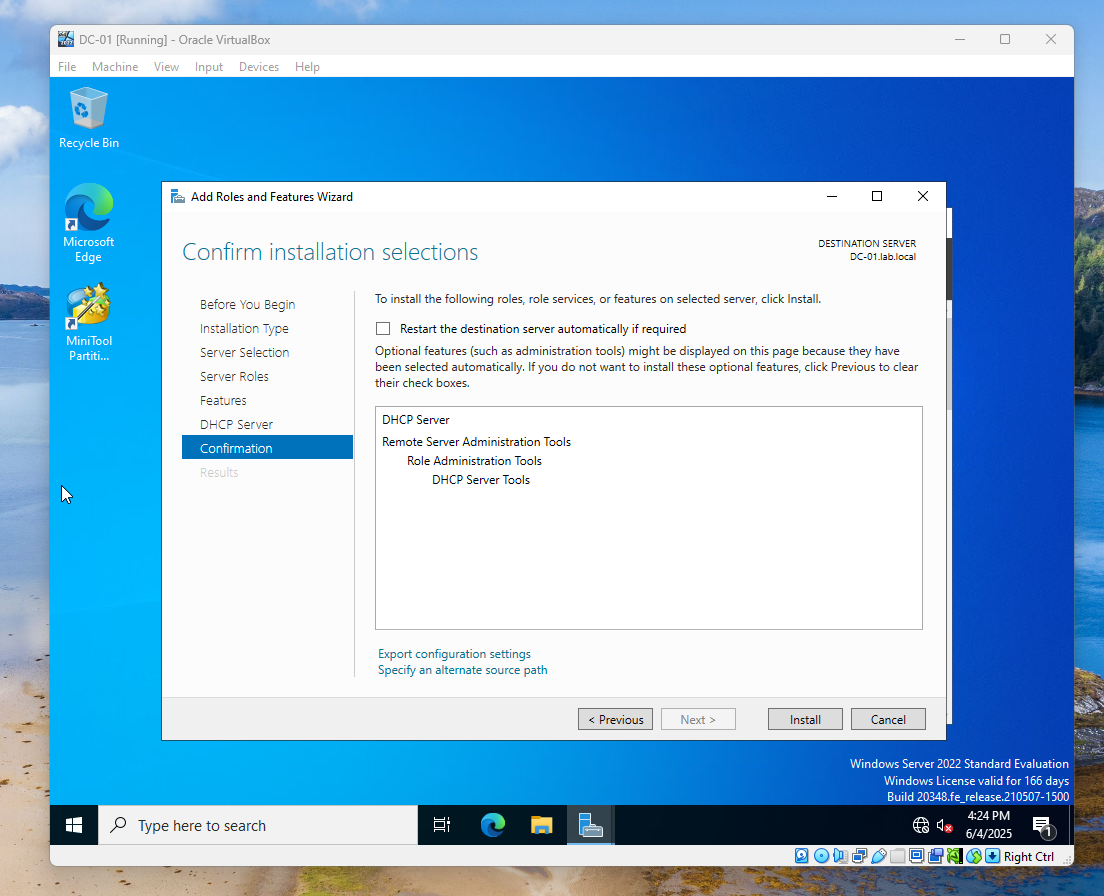 DC-01 [Running] - Oracle VirtualBox
File Machine View Input Devices Help
Recycle Bin
Microsoft
Edge
MiniTool
Partiti...
Add Roles and Features Wizard
Confirm installation selections
DESTINATION SERVER
DC-01.lab.local
Before You Begin
Installation Type
Server Selection
Server Roles
Features
DHCP Server
Confirmation
Results
To install the following roles, role services, or features on selected server, click Install.
Restart the destination server automatically if required
Optional features (such as administration tools) might be displayed on this page because they have
been selected automatically. If you do not want to install these optional features, click Previous to clear
their check boxes.
DHCP Server
Remote Server Administration Tools
Role Administration Tools
DHCP Server Tools
Export configuration settings
Specify an alternate source path
< Previous
Next >
Install
Cancel
Windows Server 2022 Standard Evaluation
Windows License valid for 166 days
Build 20348.fe_release.210507-1500
Type here to search
4:24 PM
6/4/2025
1
Right Ctrl